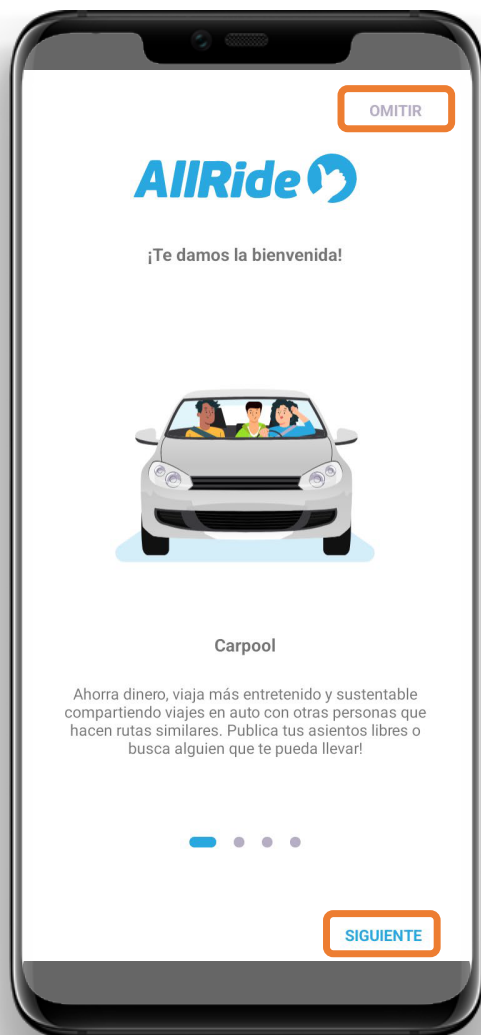 OMITIR
AllRide
¡Te damos la bienvenida!
Carpool
Ahorra dinero, viaja más entretenido y sustentable
compartiendo viajes en auto con otras personas que
hacen rutas similares. Publica tus asientos libres o
busca alguien que te pueda llevar!
SIGUIENTE